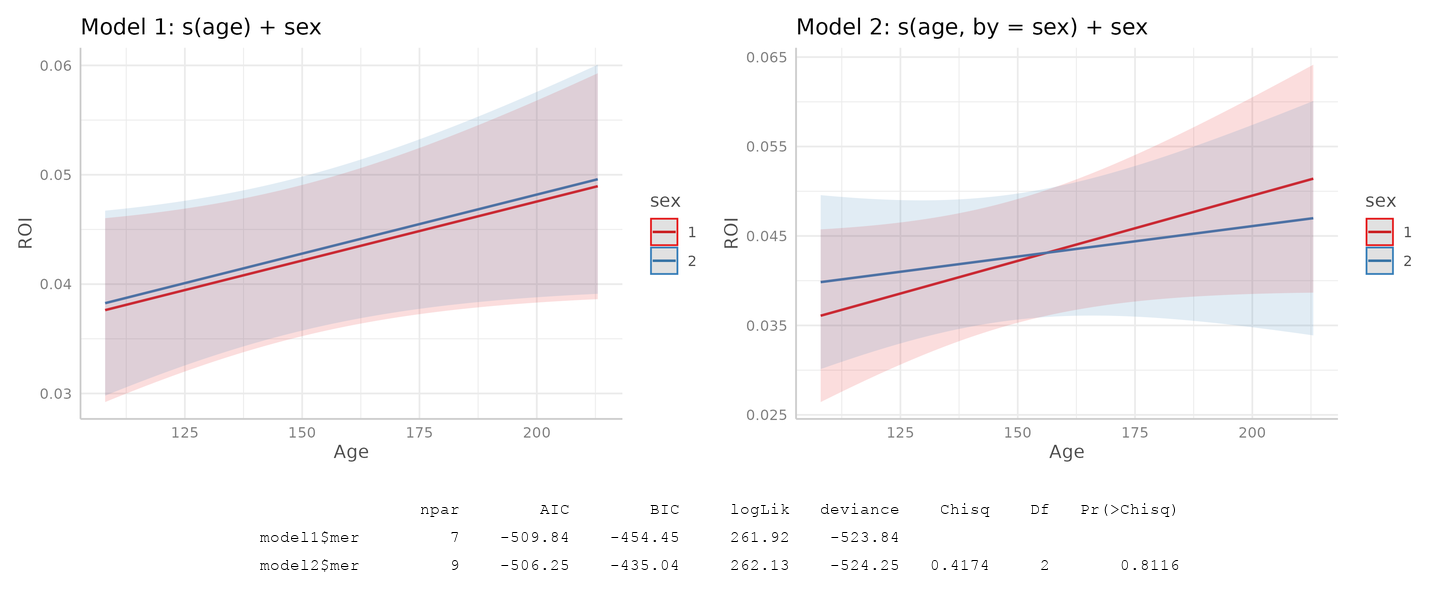 Model 1: s(age) + sex
0.06
0.05
0.04
0.03
ROI
125 150 175 200
Age
sex
1
2
Model 2: s(age, by = sex) + sex
0.065
0.055
0.045
0.035
0.025
ROI
125 150 175 200
Age
sex
1
2
npar AIC BIC logLik deviance Chisq Df Pr(>Chisq)
model1$mer 7 -509.84 -454.45 261.92 -523.84
model2$mer 9 -506.25 -435.04 262.13 -524.25 0.4174 2 0.8116